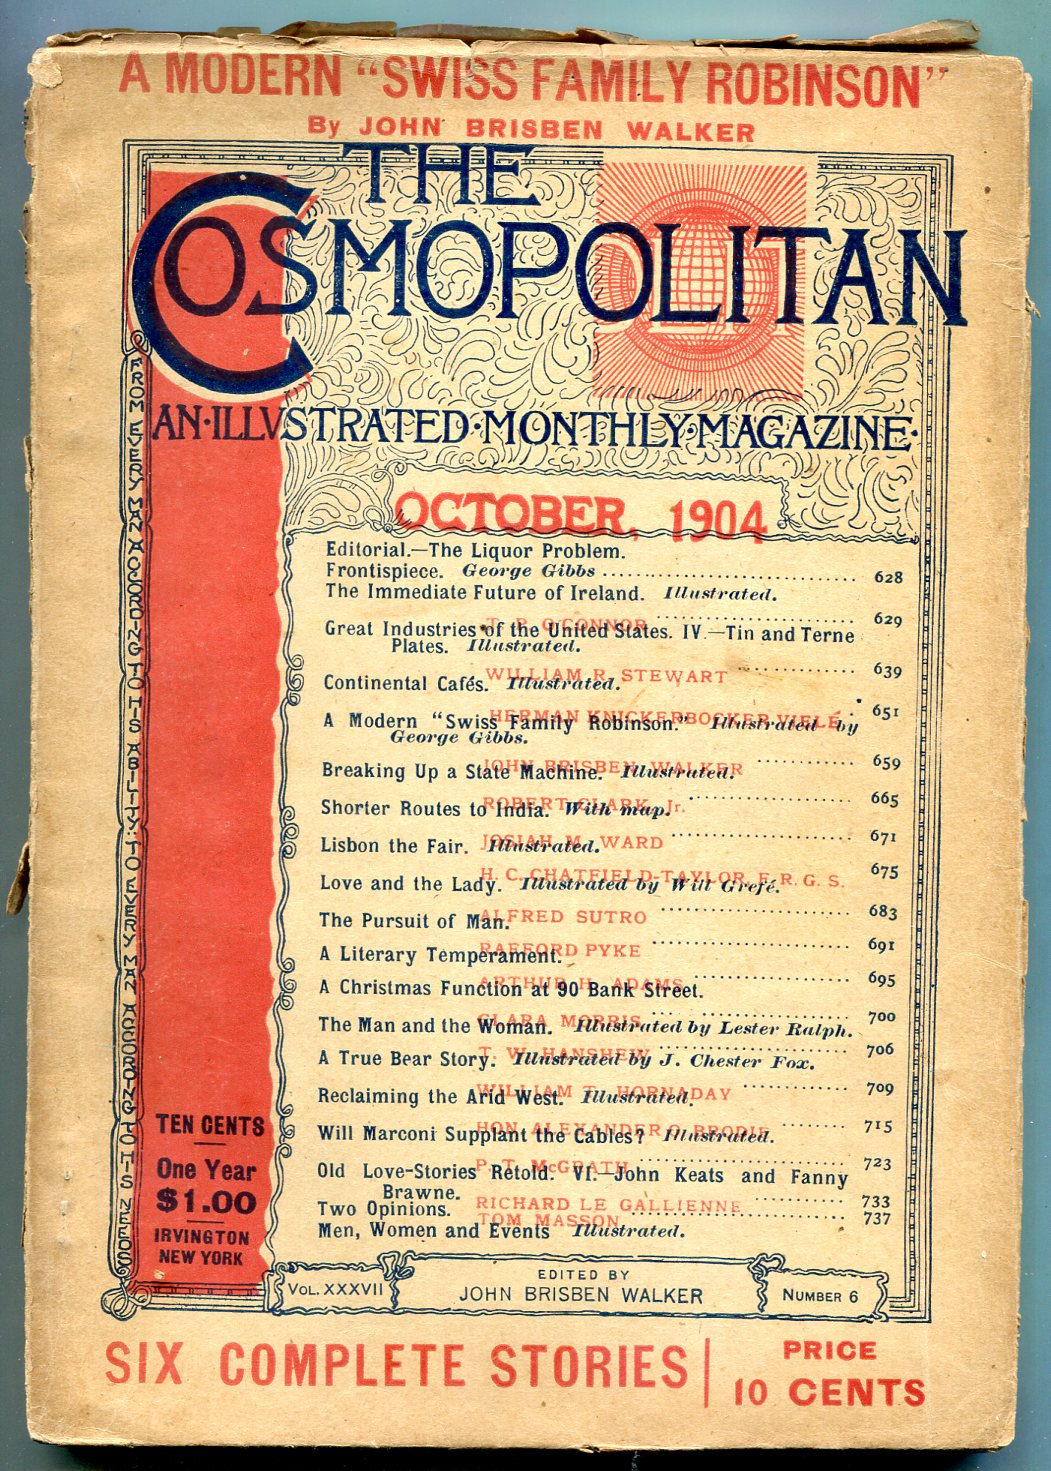 A MODERN "SWISS FAMILY ROBINSON"
By JOHN BRISBEN WALKER
THE
COSMOPOLITAN
AN·ILLVSTRATED·MONTHLY·MAGAZINE·
OCTOBER, 1904
FROM EVERY MAN ACCORDING TO HIS ABILITY: TO EVERY MAN ACCORDING TO HIS NEEDS
Editorial.—The Liquor Problem.
Frontispiece. George Gibbs 628
The Immediate Future of Ireland. Illustrated.
T. P. O'CONNOR 629
Great Industries of the United States. IV.—Tin and Terne
Plates. Illustrated.
WILLIAM R. STEWART 639
Continental Cafés. Illustrated.
HERMAN KNICKERBOCKER VIELÉ 651
A Modern "Swiss Family Robinson." Illustrated by
George Gibbs.
JOHN BRISBEN WALKER 659
Breaking Up a State Machine. Illustrated.
ROBERT CLARK, Jr. 665
Shorter Routes to India. With map.
JOSIAH M. WARD 671
Lisbon the Fair. Illustrated.
H. C. CHATFIELD-TAYLOR, F. R. G. S. 675
Love and the Lady. Illustrated by Will Grefé.
ALFRED SUTRO 683
The Pursuit of Man.
RAFFORD PYKE 691
A Literary Temperament.
ARTHUR H. ADAMS 695
A Christmas Function at 90 Bank Street.
CLARA MORRIS 700
The Man and the Woman. Illustrated by Lester Ralph.
T. W. HANSHEW 706
A True Bear Story. Illustrated by J. Chester Fox.
WILLIAM T. HORNADAY 709
Reclaiming the Arid West. Illustrated.
HON. ALEXANDER O. BRODIE 715
Will Marconi Supplant the Cables? Illustrated.
P. T. McGRATH 723
Old Love-Stories Retold. VI.—John Keats and Fanny
Brawne.
RICHARD LE GALLIENNE 733
Two Opinions.
TOM MASSON 737
Men, Women and Events Illustrated.
TEN CENTS
One Year
$1.00
IRVINGTON
NEW YORK
VOL. XXXVII
EDITED BY
JOHN BRISBEN WALKER
NUMBER 6
SIX COMPLETE STORIES
PRICE
10 CENTS